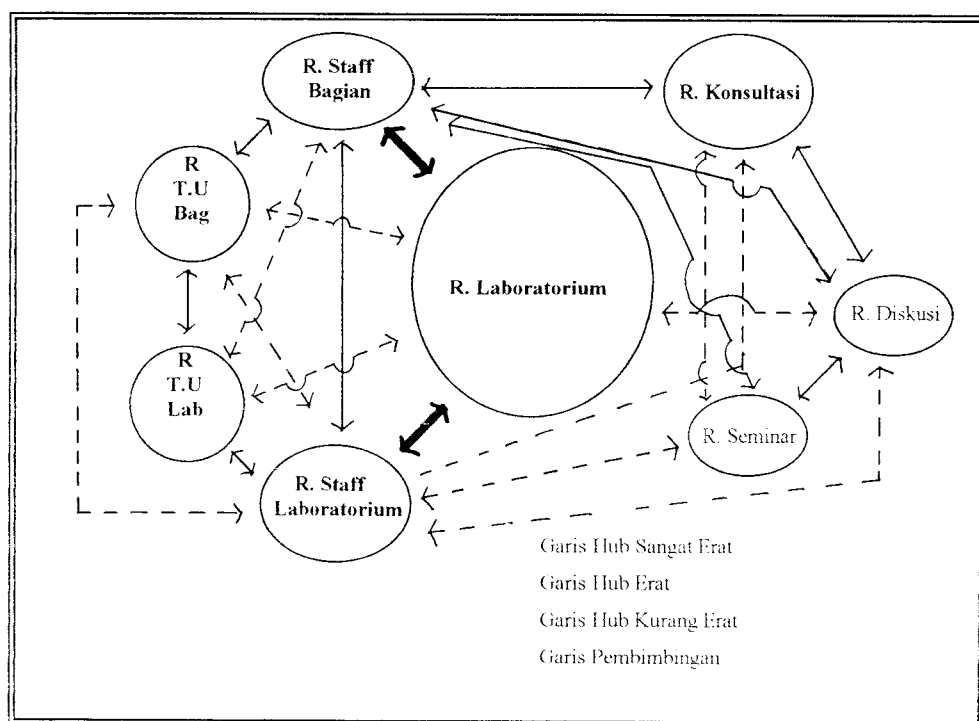 R. Staff
Bagian
R. Konsultasi
R
T.U
Bag
R. Laboratorium
R. Diskusi
R
T.U
Lab
R. Seminar
R. Staff
Laboratorium
Garis Hub Sangat Erat
Garis Hub Erat
Garis Hub Kurang Erat
Garis Pembimbingan